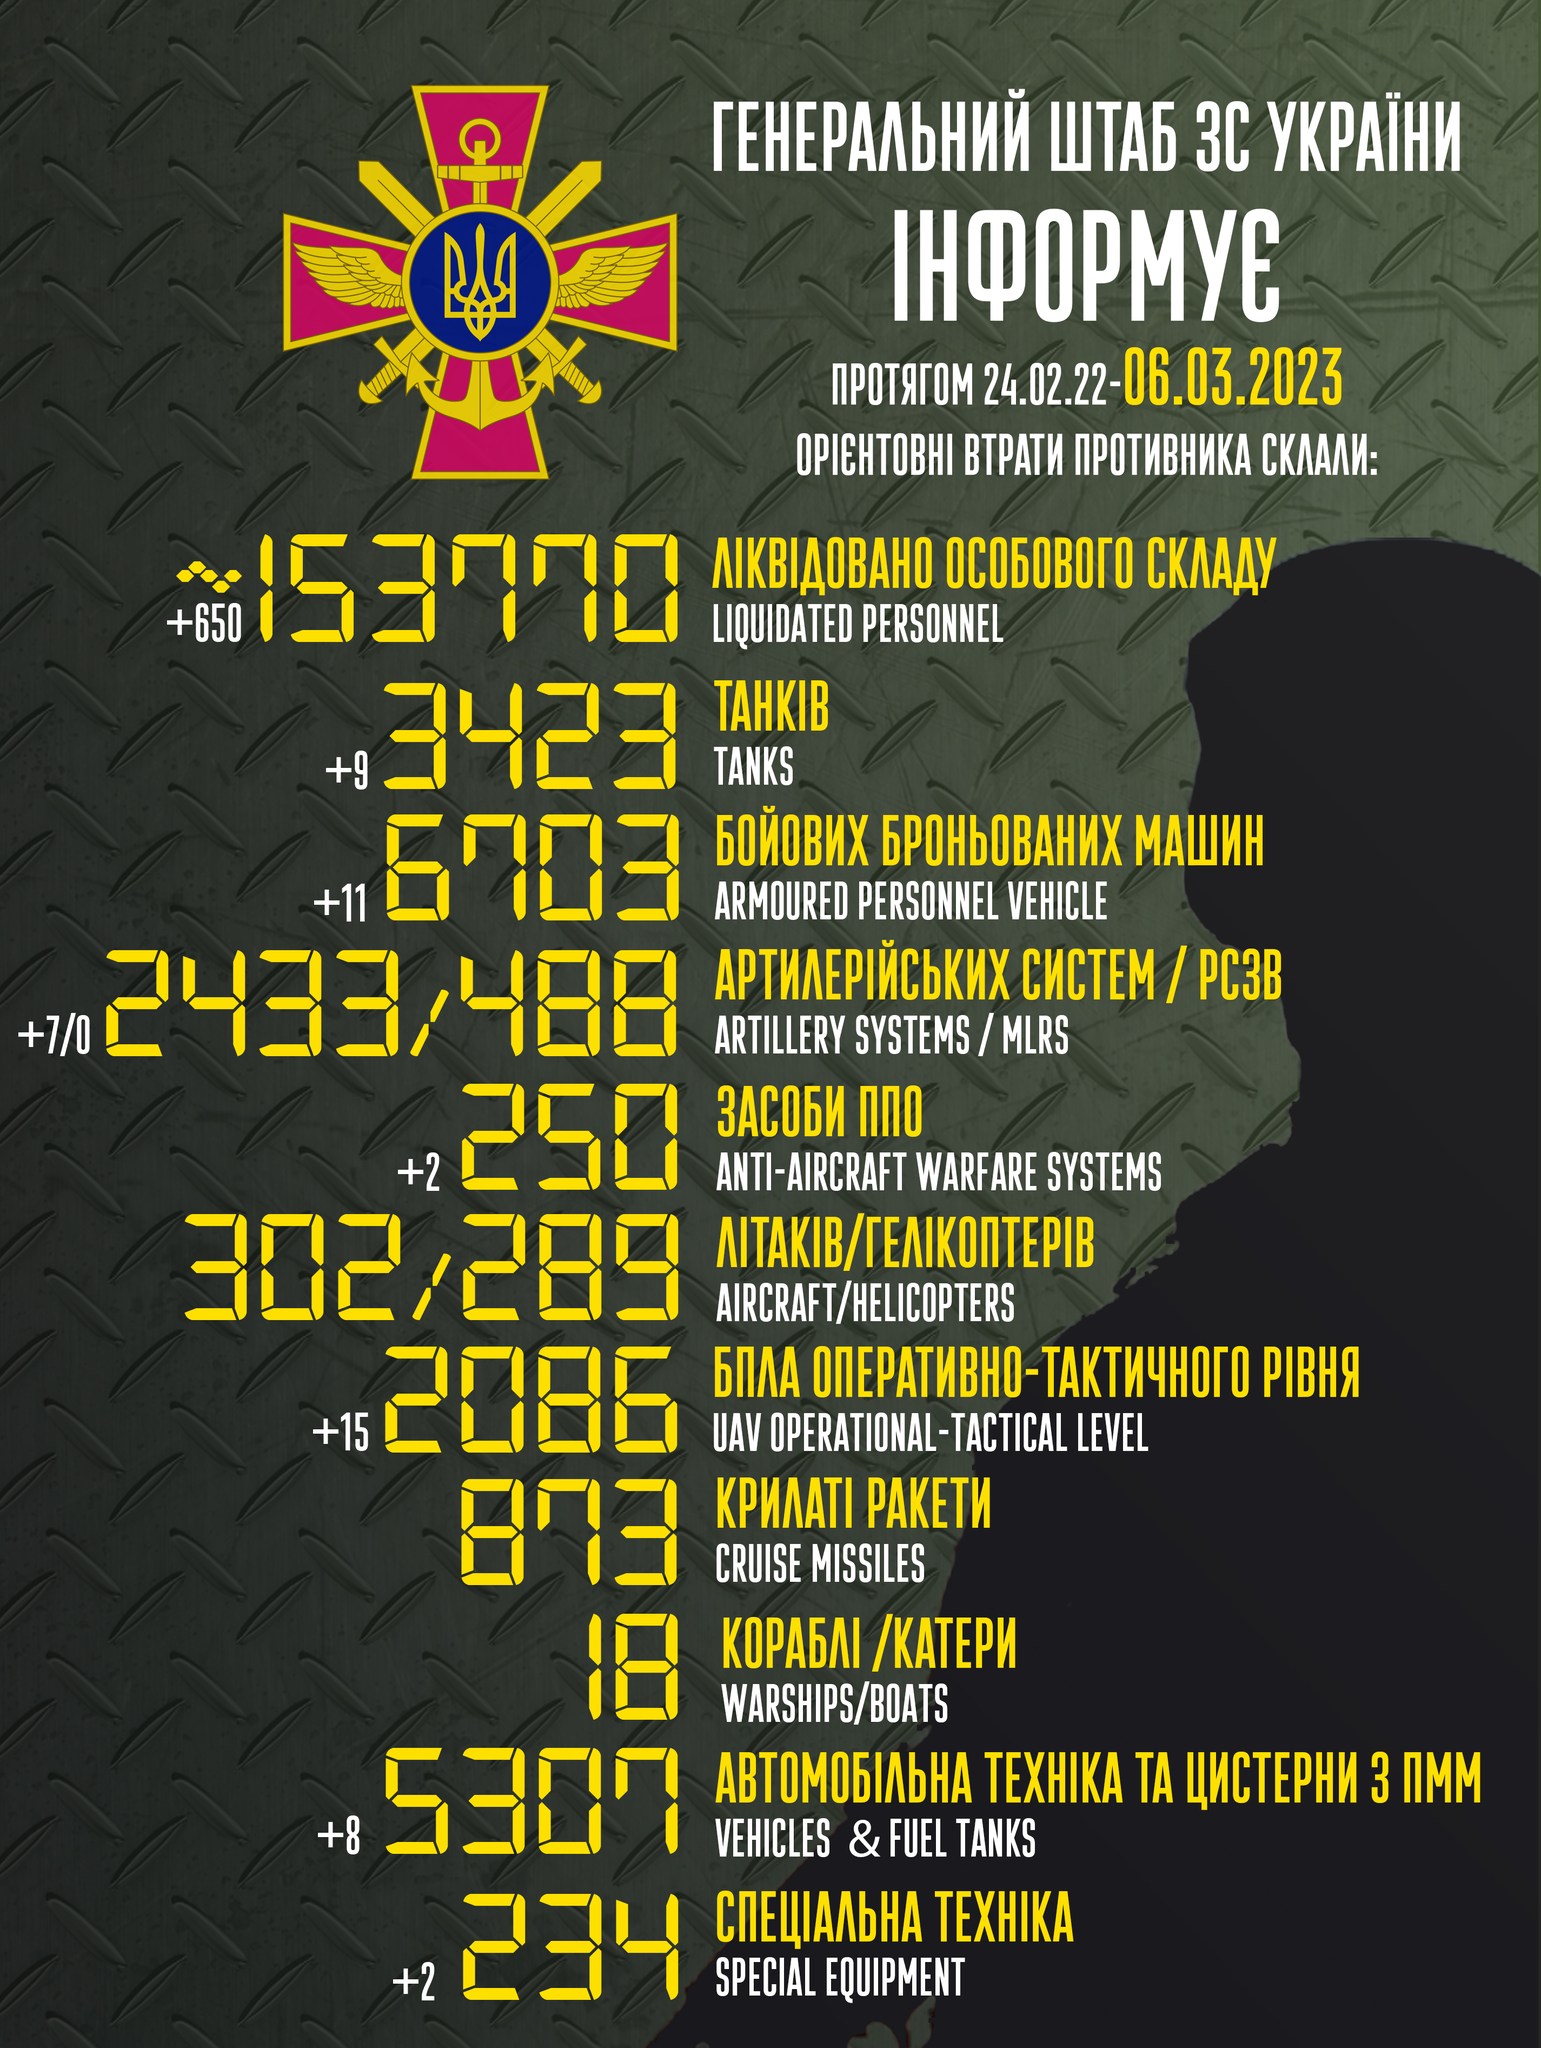 ГЕНЕРАЛЬНИЙ ШТАБ ЗС УКРАЇНИ
ІНФОРМУЄ
ПРОТЯГОМ 24.02.22-06.03.2023
ОРІЄНТОВНІ ВТРАТИ ПРОТИВНИКА СКЛАЛИ:
~153770 ЛІКВІДОВАНО ОСОБОВОГО СКЛАДУ
+650 LIQUIDATED PERSONNEL
3423 ТАНКІВ
+9 TANKS
6703 БОЙОВИХ БРОНЬОВАНИХ МАШИН
+11 ARMOURED PERSONNEL VEHICLE
2433/488 АРТИЛЕРІЙСЬКИХ СИСТЕМ / РСЗВ
+7/0 ARTILLERY SYSTEMS / MLRS
250 ЗАСОБИ ППО
+2 ANTI-AIRCRAFT WARFARE SYSTEMS
302/289 ЛІТАКІВ/ГЕЛІКОПТЕРІВ
AIRCRAFT/HELICOPTERS
2086 БПЛА ОПЕРАТИВНО-ТАКТИЧНОГО РІВНЯ
+15 UAV OPERATIONAL-TACTICAL LEVEL
873 КРИЛАТІ РАКЕТИ
CRUISE MISSILES
18 КОРАБЛІ /КАТЕРИ
WARSHIPS/BOATS
5307 АВТОМОБІЛЬНА ТЕХНІКА ТА ЦИСТЕРНИ З ПММ
+8 VEHICLES & FUEL TANKS
234 СПЕЦІАЛЬНА ТЕХНІКА
+2 SPECIAL EQUIPMENT